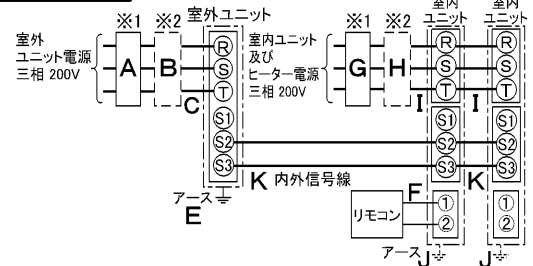 ※1 ※2 室外ユニット
室外
ユニット電源
三相 200V
A B C
R
S
T
S1
S2
S3
アース
E
※1 ※2
室内ユニット
及び
ヒーター電源
三相 200V
G H
室内
ユニット
R
S
T
I
S1
S2
S3
K 内外信号線
F
リモコン
①
②
アース J
室内
ユニット
R
S
T
I
S1
S2
S3
K
①
②
J